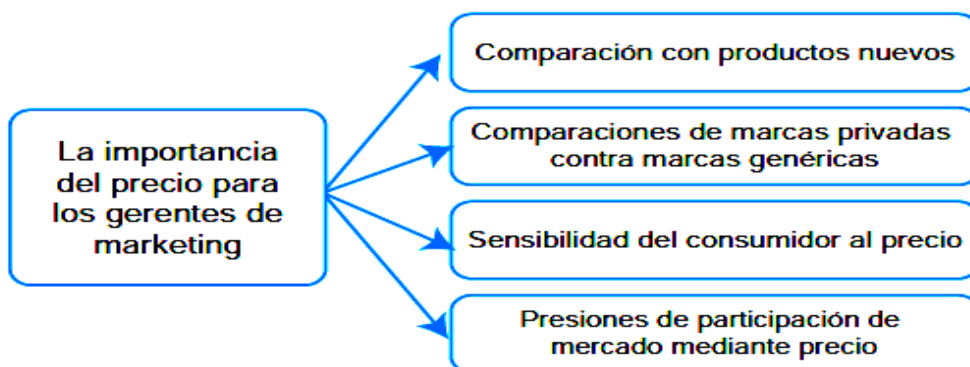 La importancia
del precio para
los gerentes de
marketing
Comparación con productos nuevos
Comparaciones de marcas privadas
contra marcas genéricas
Sensibilidad del consumidor al precio
Presiones de participación de
mercado mediante precio